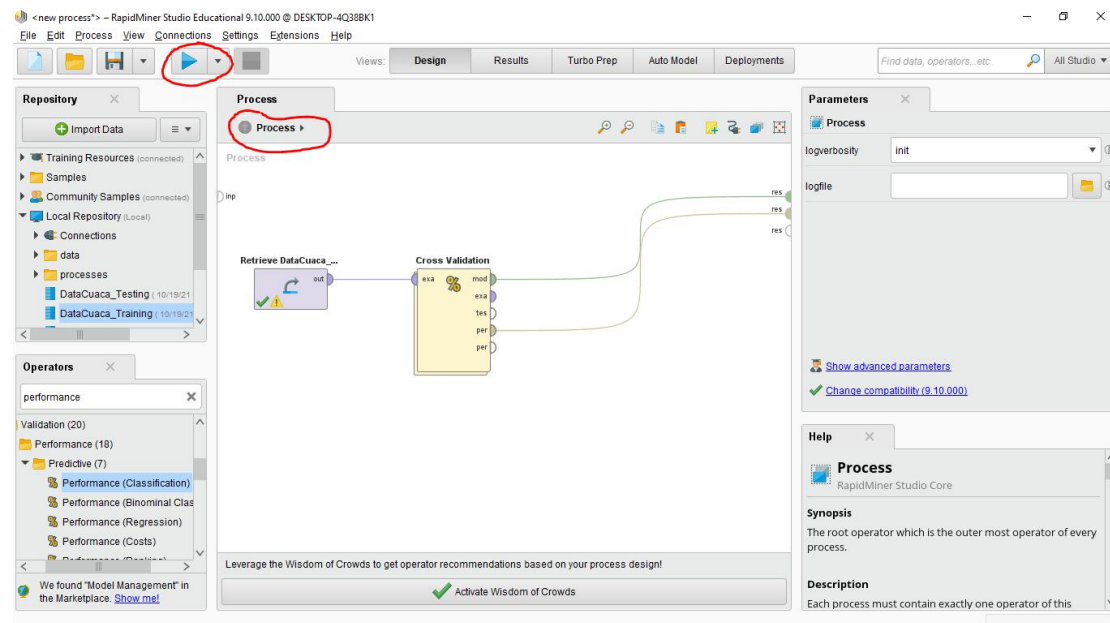 <new process*> – RapidMiner Studio Educational 9.10.000 @ DESKTOP-4Q38BK1
File Edit Process View Connections Settings Extensions Help
Views: Design Results Turbo Prep Auto Model Deployments
Find data, operators...etc All Studio
Repository
Import Data
Training Resources (connected)
Samples
Community Samples (connected)
Local Repository (Local)
Connections
data
processes
DataCuaca_Testing ( 10/19/21
DataCuaca_Training ( 10/19/21
Operators
performance
Validation (20)
Performance (18)
Predictive (7)
Performance (Classification)
Performance (Binominal Clas
Performance (Regression)
Performance (Costs)
We found "Model Management" in
the Marketplace. Show me!
Process
Process
Process
inp
res
res
res
Retrieve DataCuaca_...
out
Cross Validation
exa
%
mod
exa
tes
per
per
Leverage the Wisdom of Crowds to get operator recommendations based on your process design!
Activate Wisdom of Crowds
Parameters
Process
logverbosity init
logfile
Show advanced parameters
Change compatibility (9.10.000)
Help
Process
RapidMiner Studio Core
Synopsis
The root operator which is the outer most operator of every
process.
Description
Each process must contain exactly one operator of this